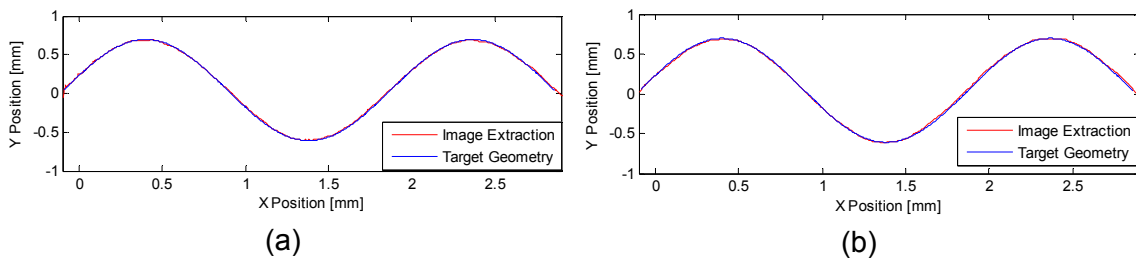 1
0.5
0
-0.5
-1
Y Position [mm]
0
0.5
1
1.5
2
2.5
X Position [mm]
Image Extraction
Target Geometry
(a)
1
0.5
0
-0.5
-1
Y Position [mm]
0
0.5
1
1.5
2
2.5
X Position [mm]
Image Extraction
Target Geometry
(b)